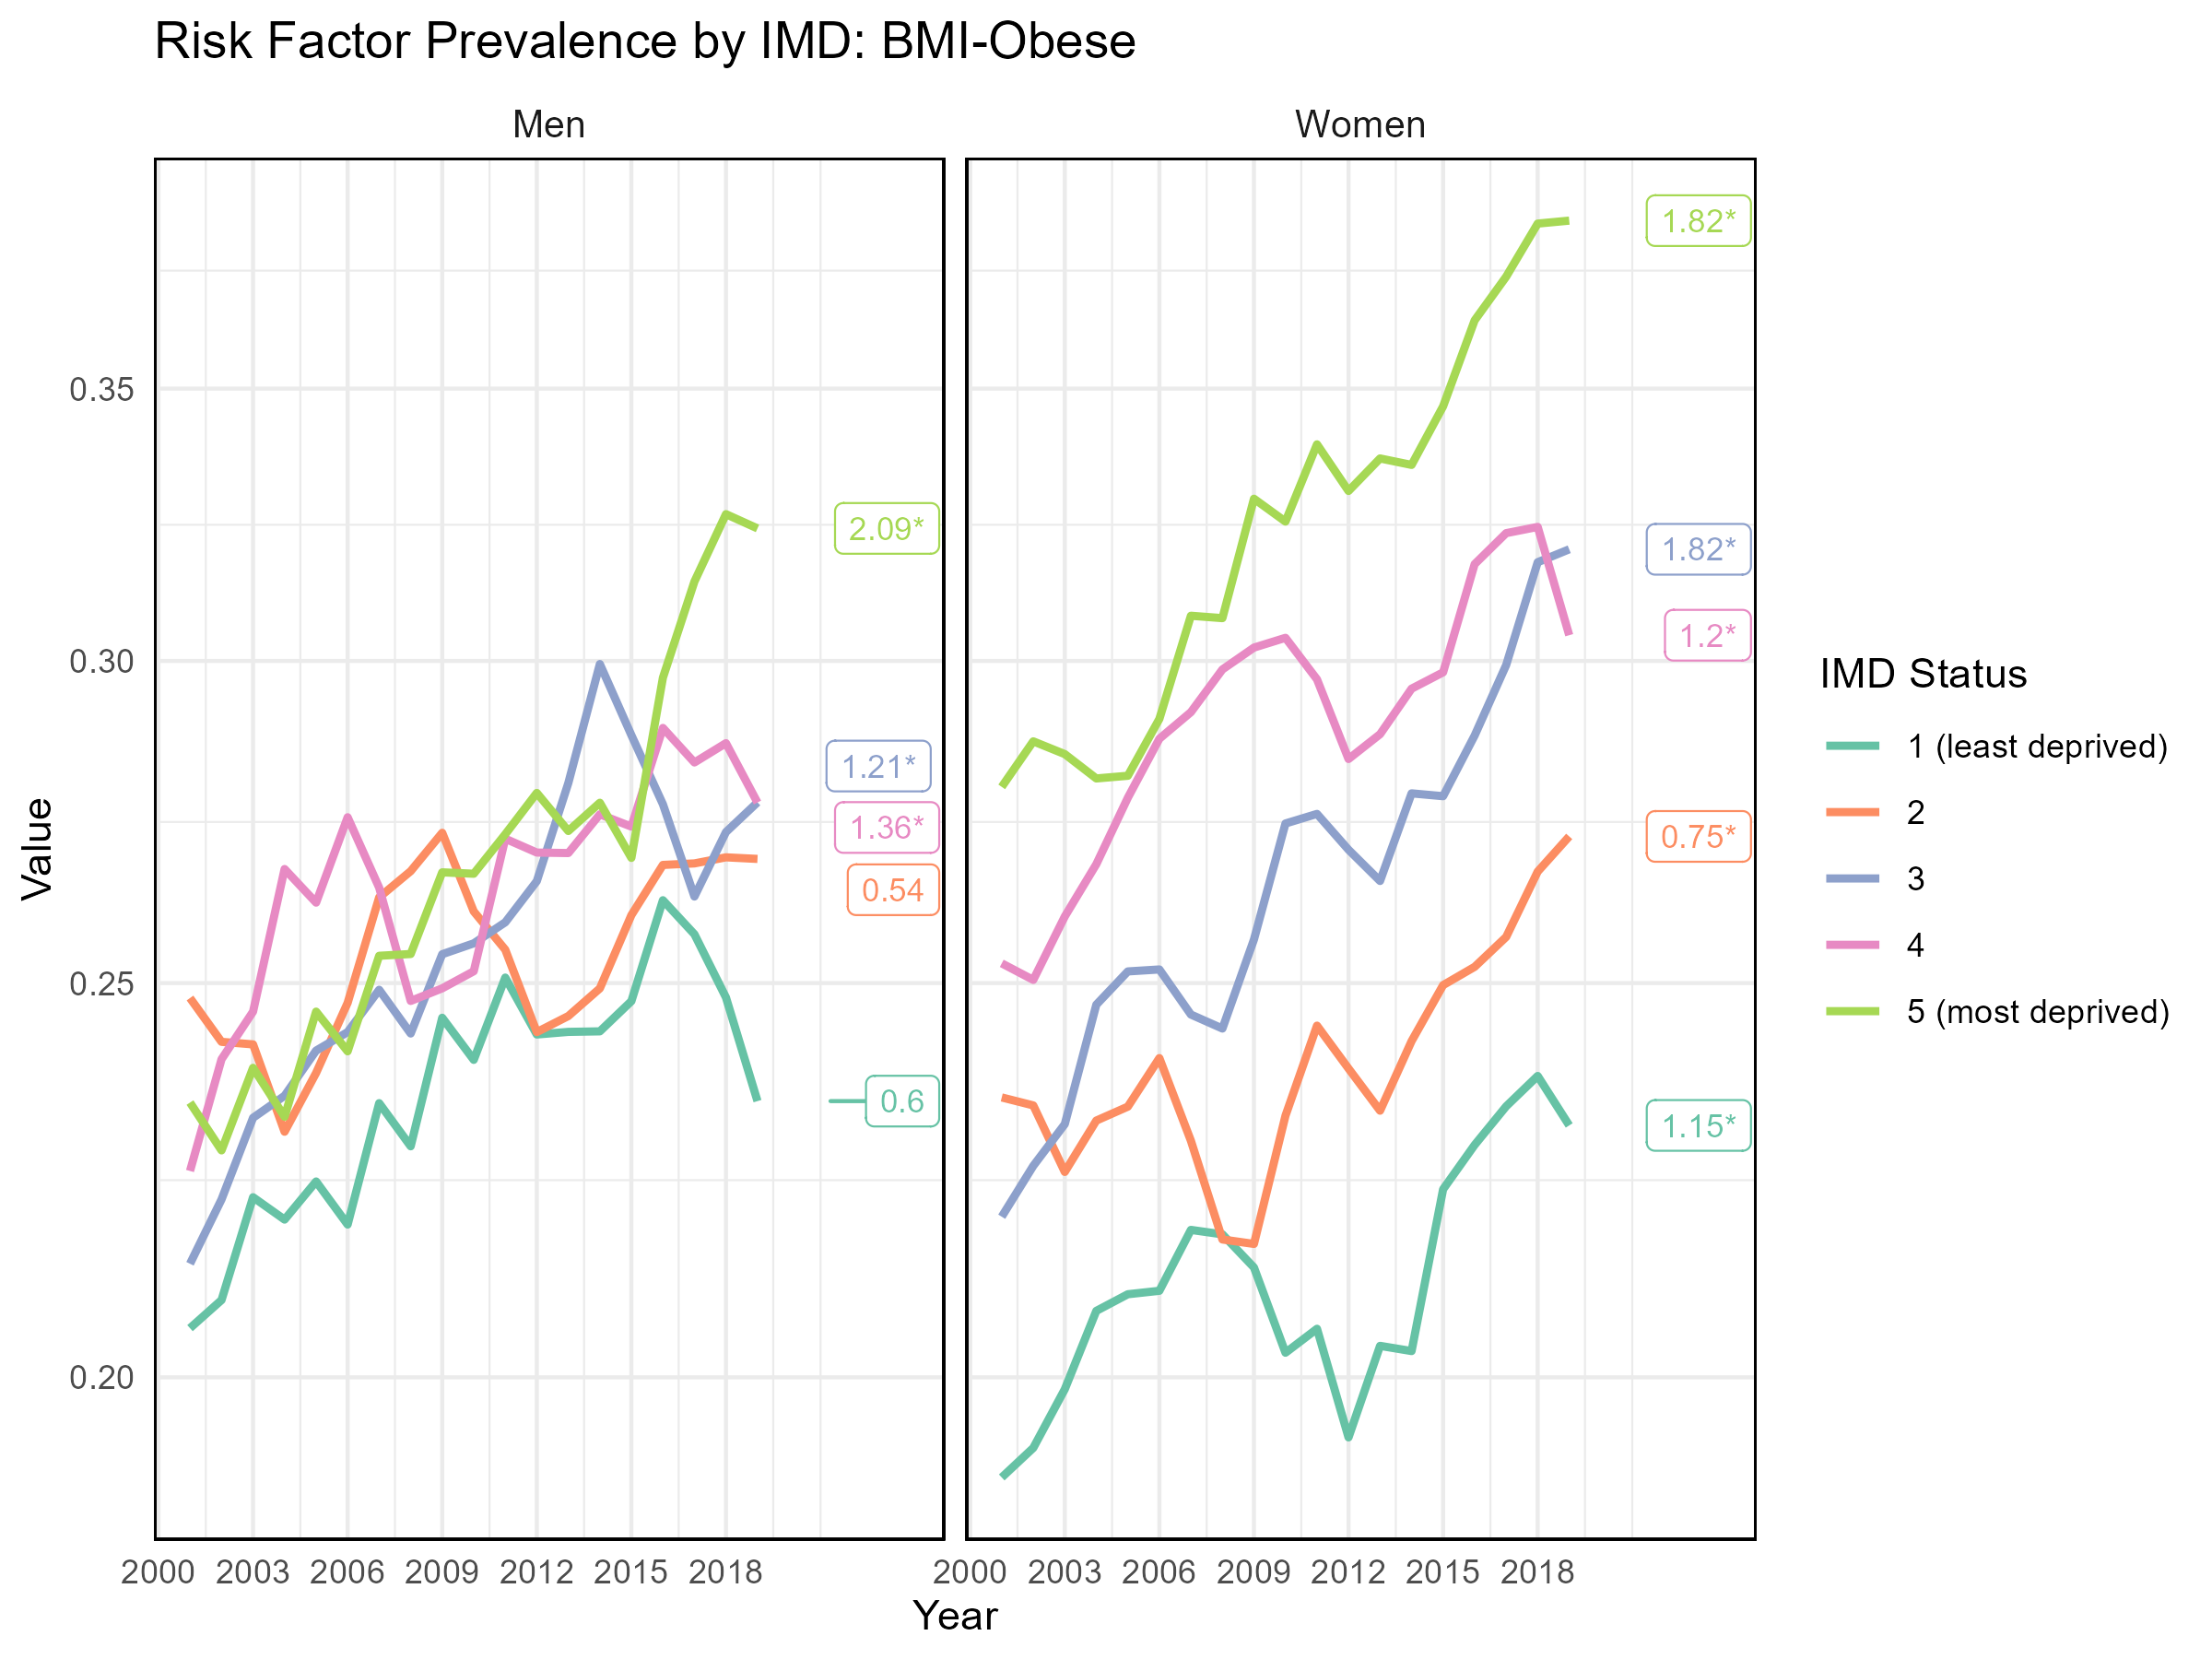 Risk Factor Prevalence by IMD: BMI-Obese
Men
Women
Value
0.35
0.30
0.25
0.20
2.09*
1.21*
1.36*
0.54
0.6
1.82*
1.82*
1.2*
0.75*
1.15*
2000 2003 2006 2009 2012 2015 2018
2000 2003 2006 2009 2012 2015 2018
Year
IMD Status
1 (least deprived)
2
3
4
5 (most deprived)